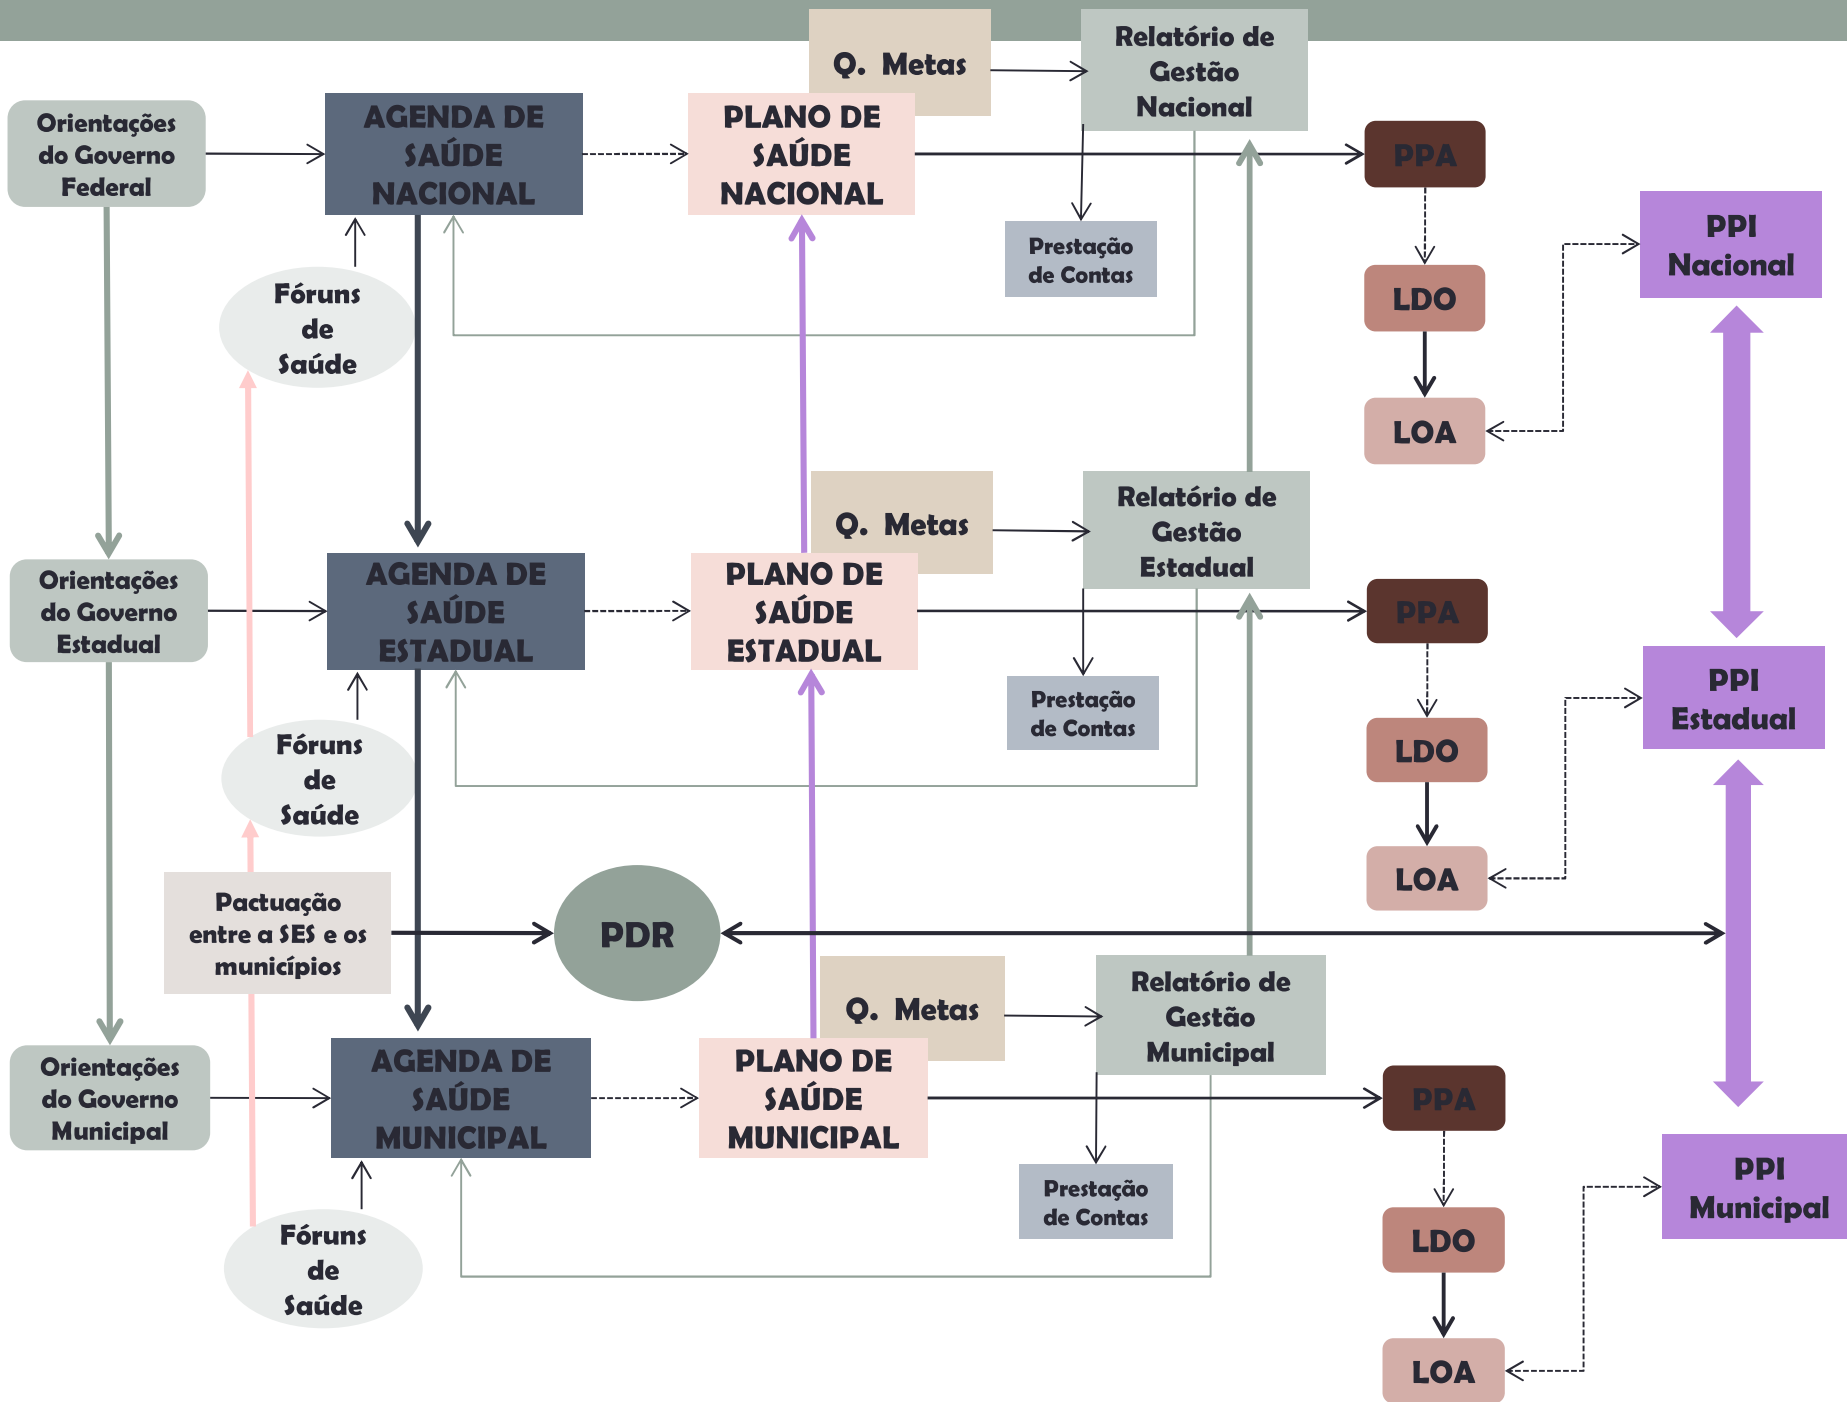 Q. Metas
Relatório de
Gestão
Nacional
Orientações
do Governo
Federal
AGENDA DE
SAÚDE
NACIONAL
PLANO DE
SAÚDE
NACIONAL
PPA
Prestação
de Contas
PPI
Nacional
Fóruns
de
Saúde
LDO
LOA
Q. Metas
Relatório de
Gestão
Estadual
Orientações
do Governo
Estadual
AGENDA DE
SAÚDE
ESTADUAL
PLANO DE
SAÚDE
ESTADUAL
PPA
Prestação
de Contas
PPI
Estadual
Fóruns
de
Saúde
LDO
LOA
Pactuação
entre a SES e os
municípios
PDR
Q. Metas
Relatório de
Gestão
Municipal
Orientações
do Governo
Municipal
AGENDA DE
SAÚDE
MUNICIPAL
PLANO DE
SAÚDE
MUNICIPAL
PPA
Prestação
de Contas
PPI
Municipal
Fóruns
de
Saúde
LDO
LOA